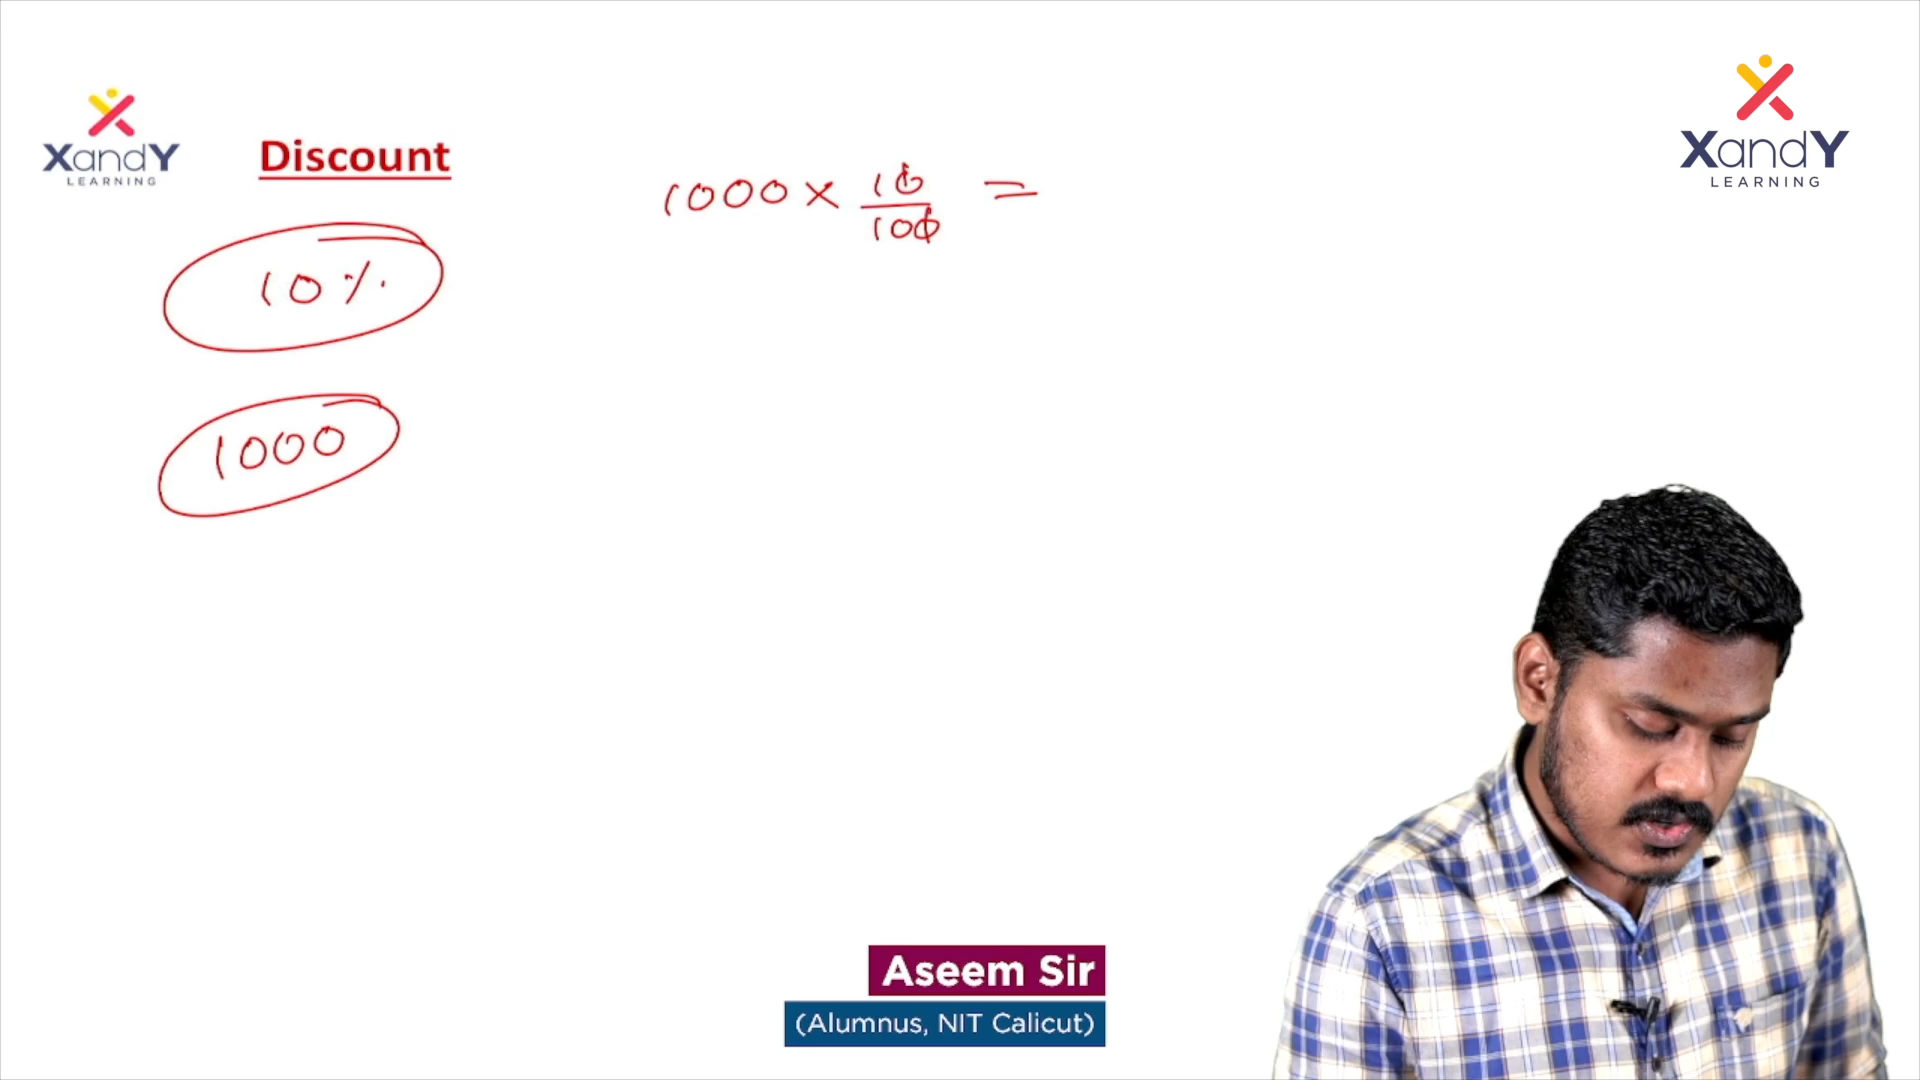 XandY
LEARNING
Discount
1000 × 10/100 =
10%
1000
XandY
LEARNING
Aseem Sir
(Alumnus, NIT Calicut)